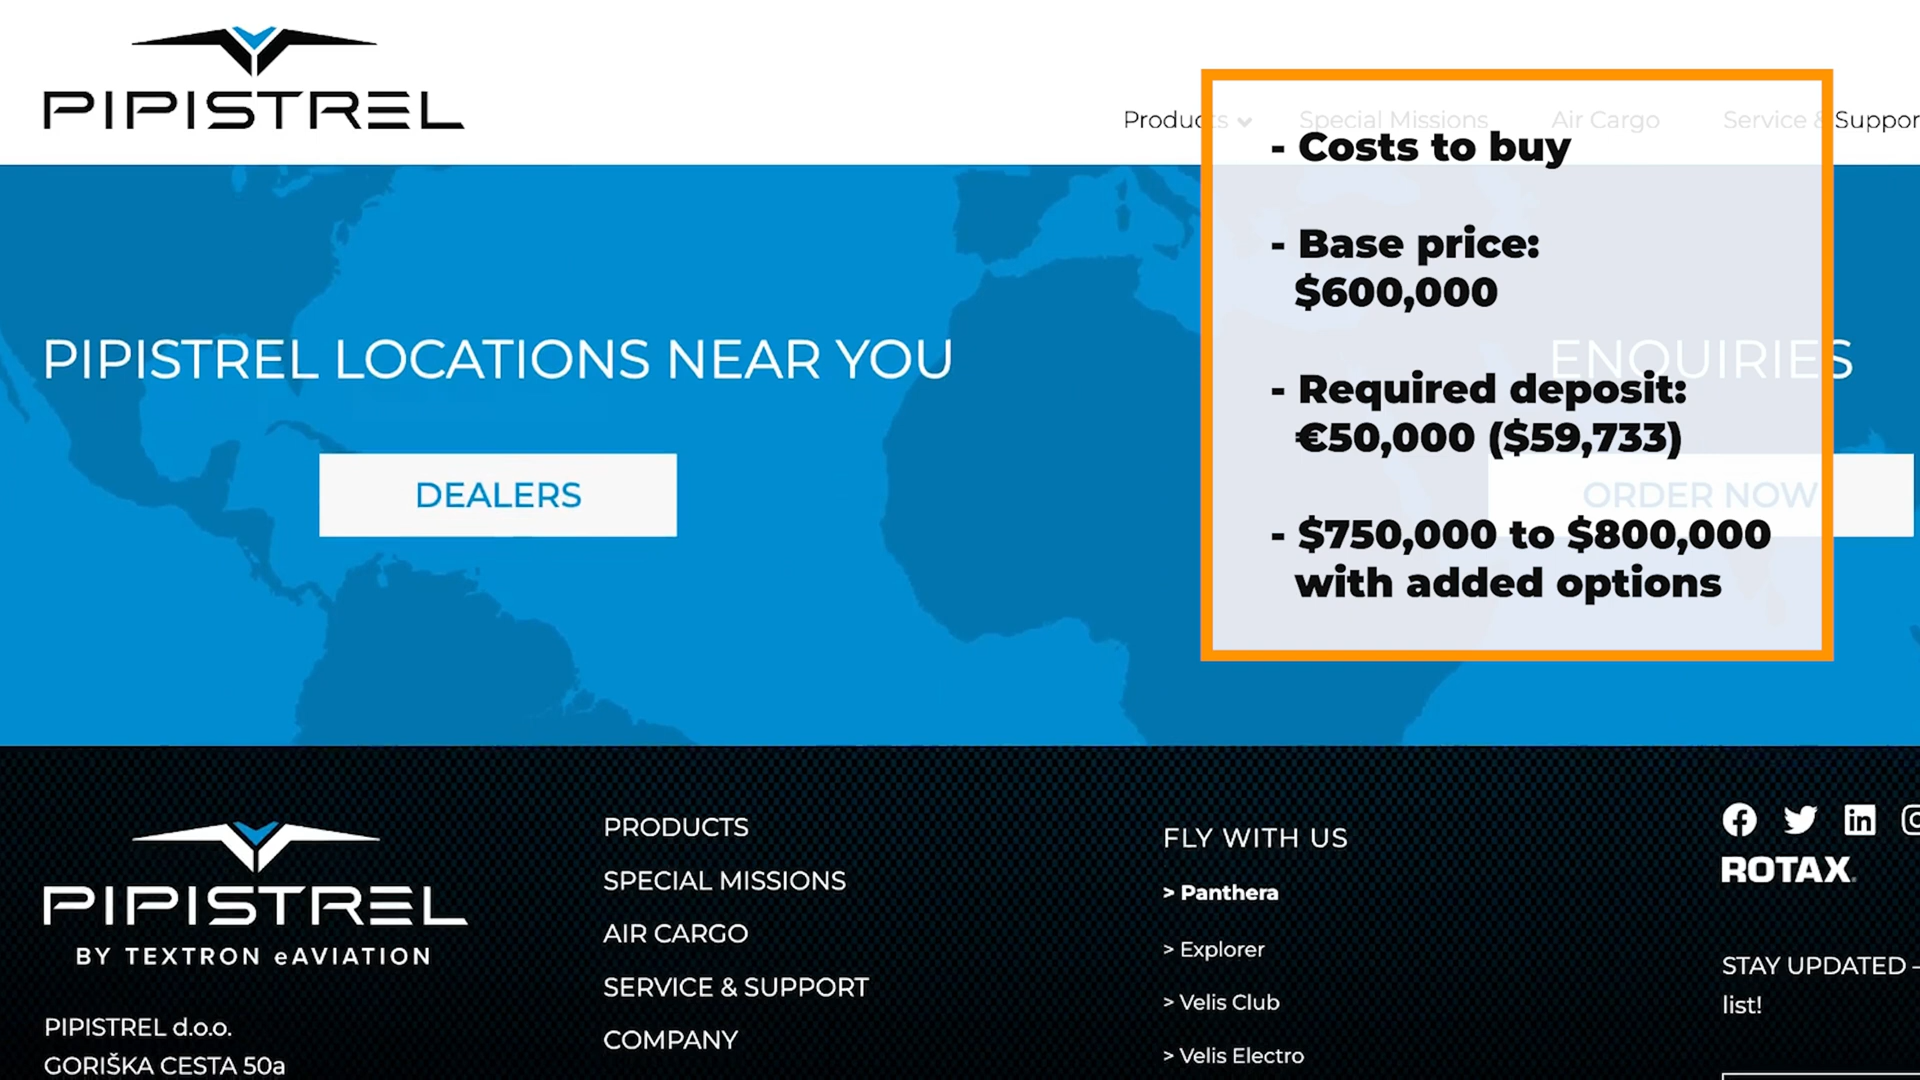 PIPISTREL
Products Special Missions Air Cargo Service & Suppor
- Costs to buy
- Base price:
$600,000
- Required deposit:
€50,000 ($59,733)
- $750,000 to $800,000
with added options
PIPISTREL LOCATIONS NEAR YOU
DEALERS
ENQUIRIES
ORDER NOW
PIPISTREL
BY TEXTRON eAVIATION
PIPISTREL d.o.o.
GORIŠKA CESTA 50a
PRODUCTS
SPECIAL MISSIONS
AIR CARGO
SERVICE & SUPPORT
COMPANY
FLY WITH US
> Panthera
> Explorer
> Velis Club
> Velis Electro
ROTAX
STAY UPDATED –
list!